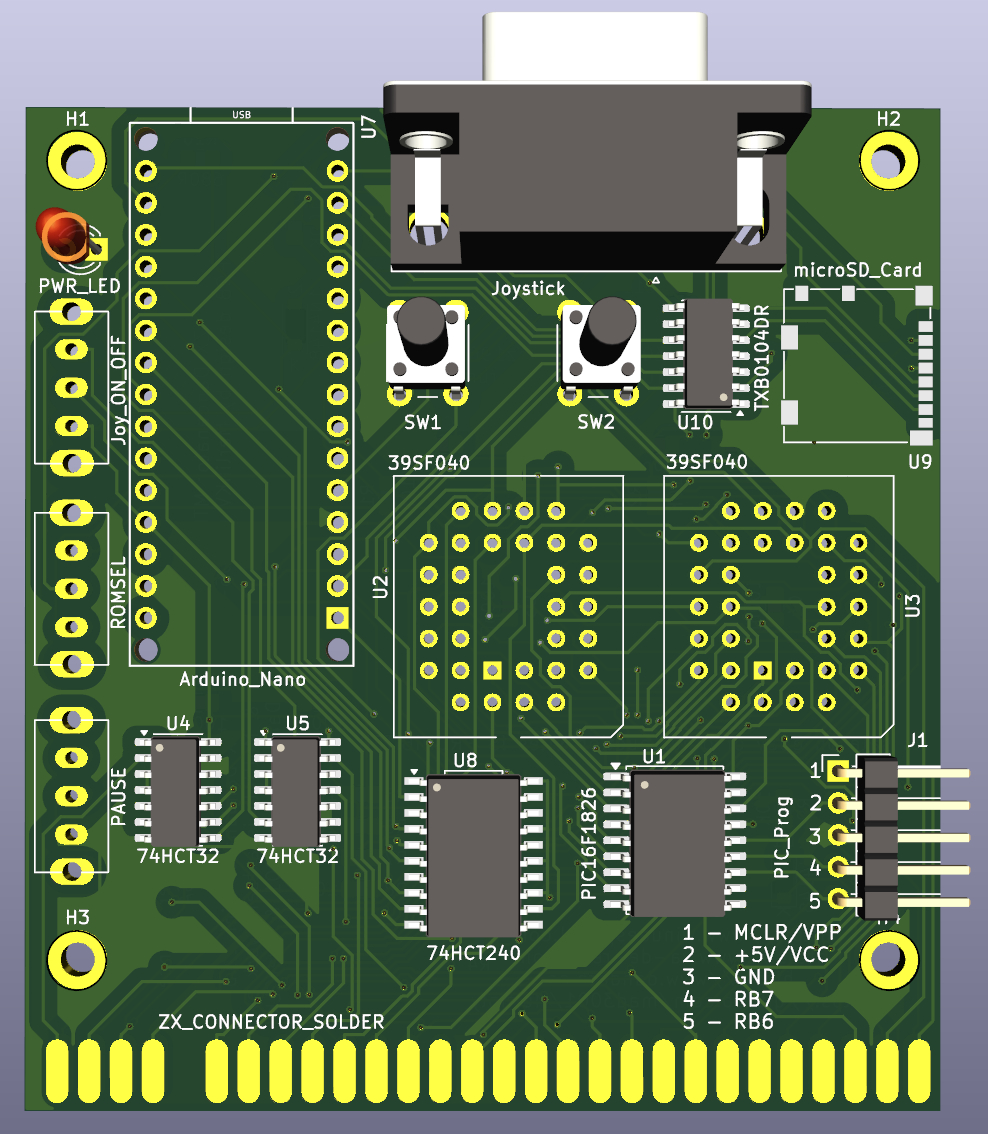 USB
H1
U7
H2
PWR_LED
microSD_Card
Joystick
Joy_ON_OFF
TXB0104DR
SW1
SW2
U10
U9
39SF040
39SF040
ROMSEL
U2
U3
Arduino_Nano
U4
U5
U8
U1
J1
PAUSE
PIC16F1826
PIC_Prog
1
2
3
4
5
74HCT32
74HCT32
H3
74HCT240
1 - MCLR/VPP
2 - +5V/VCC
3 - GND
4 - RB7
5 - RB6
ZX_CONNECTOR_SOLDER